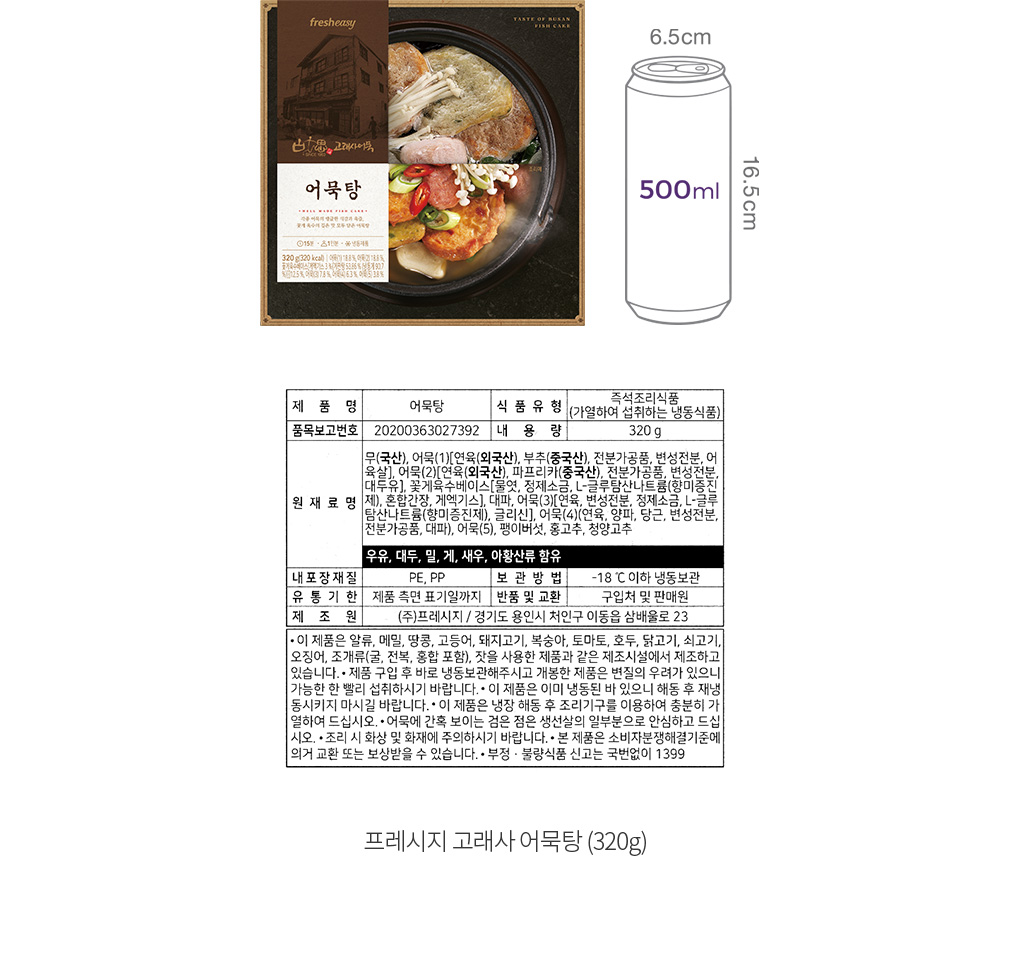 fresheasy
TASTE OF BUSAN
FISH CAKE
고래사어묵
SINCE 1963
어묵탕
WELL MADE FISH CAKE
15분 · 1인분 · 냉동제품
320 g(320 kcal)
조리예
6.5cm
500ml
16.5cm
제 품 명 어묵탕 식 품 유 형 즉석조리식품
(가열하여 섭취하는 냉동식품)
품목보고번호 20200363027392 내 용 량 320 g
원 재 료 명
무(국산), 어묵(1)[연육(외국산), 부추(중국산), 전분가공품, 변성전분, 어
육살], 어묵(2)[연육(외국산), 파프리카(중국산), 전분가공품, 변성전분,
대두유], 꽃게육수베이스[물엿, 정제소금, L-글루탐산나트륨(향미증진
제), 혼합간장, 게엑기스], 대파, 어묵(3)[연육, 변성전분, 정제소금, L-글루
탐산나트륨(향미증진제), 글리신], 어묵(4)(연육, 양파, 당근, 변성전분,
전분가공품, 대파), 어묵(5), 팽이버섯, 홍고추, 청양고추
우유, 대두, 밀, 게, 새우, 아황산류 함유
내포장재질 PE, PP 보 관 방 법 -18 ℃ 이하 냉동보관
유 통 기 한 제품 측면 표기일까지 반품 및 교환 구입처 및 판매원
제 조 원 (주)프레시지 / 경기도 용인시 처인구 이동읍 삼배울로 23
• 이 제품은 알류, 메밀, 땅콩, 고등어, 돼지고기, 복숭아, 토마토, 호두, 닭고기, 쇠고기,
오징어, 조개류(굴, 전복, 홍합 포함), 잣을 사용한 제품과 같은 제조시설에서 제조하고
있습니다. • 제품 구입 후 바로 냉동보관해주시고 개봉한 제품은 변질의 우려가 있으니
가능한 한 빨리 섭취하시기 바랍니다. • 이 제품은 이미 냉동된 바 있으니 해동 후 재냉
동시키지 마시길 바랍니다. • 이 제품은 냉장 해동 후 조리기구를 이용하여 충분히 가
열하여 드십시오. • 어묵에 간혹 보이는 검은 점은 생선살의 일부분으로 안심하고 드십
시오. • 조리 시 화상 및 화재에 주의하시기 바랍니다. • 본 제품은 소비자분쟁해결기준에
의거 교환 또는 보상받을 수 있습니다. • 부정 · 불량식품 신고는 국번없이 1399
프레시지 고래사 어묵탕 (320g)